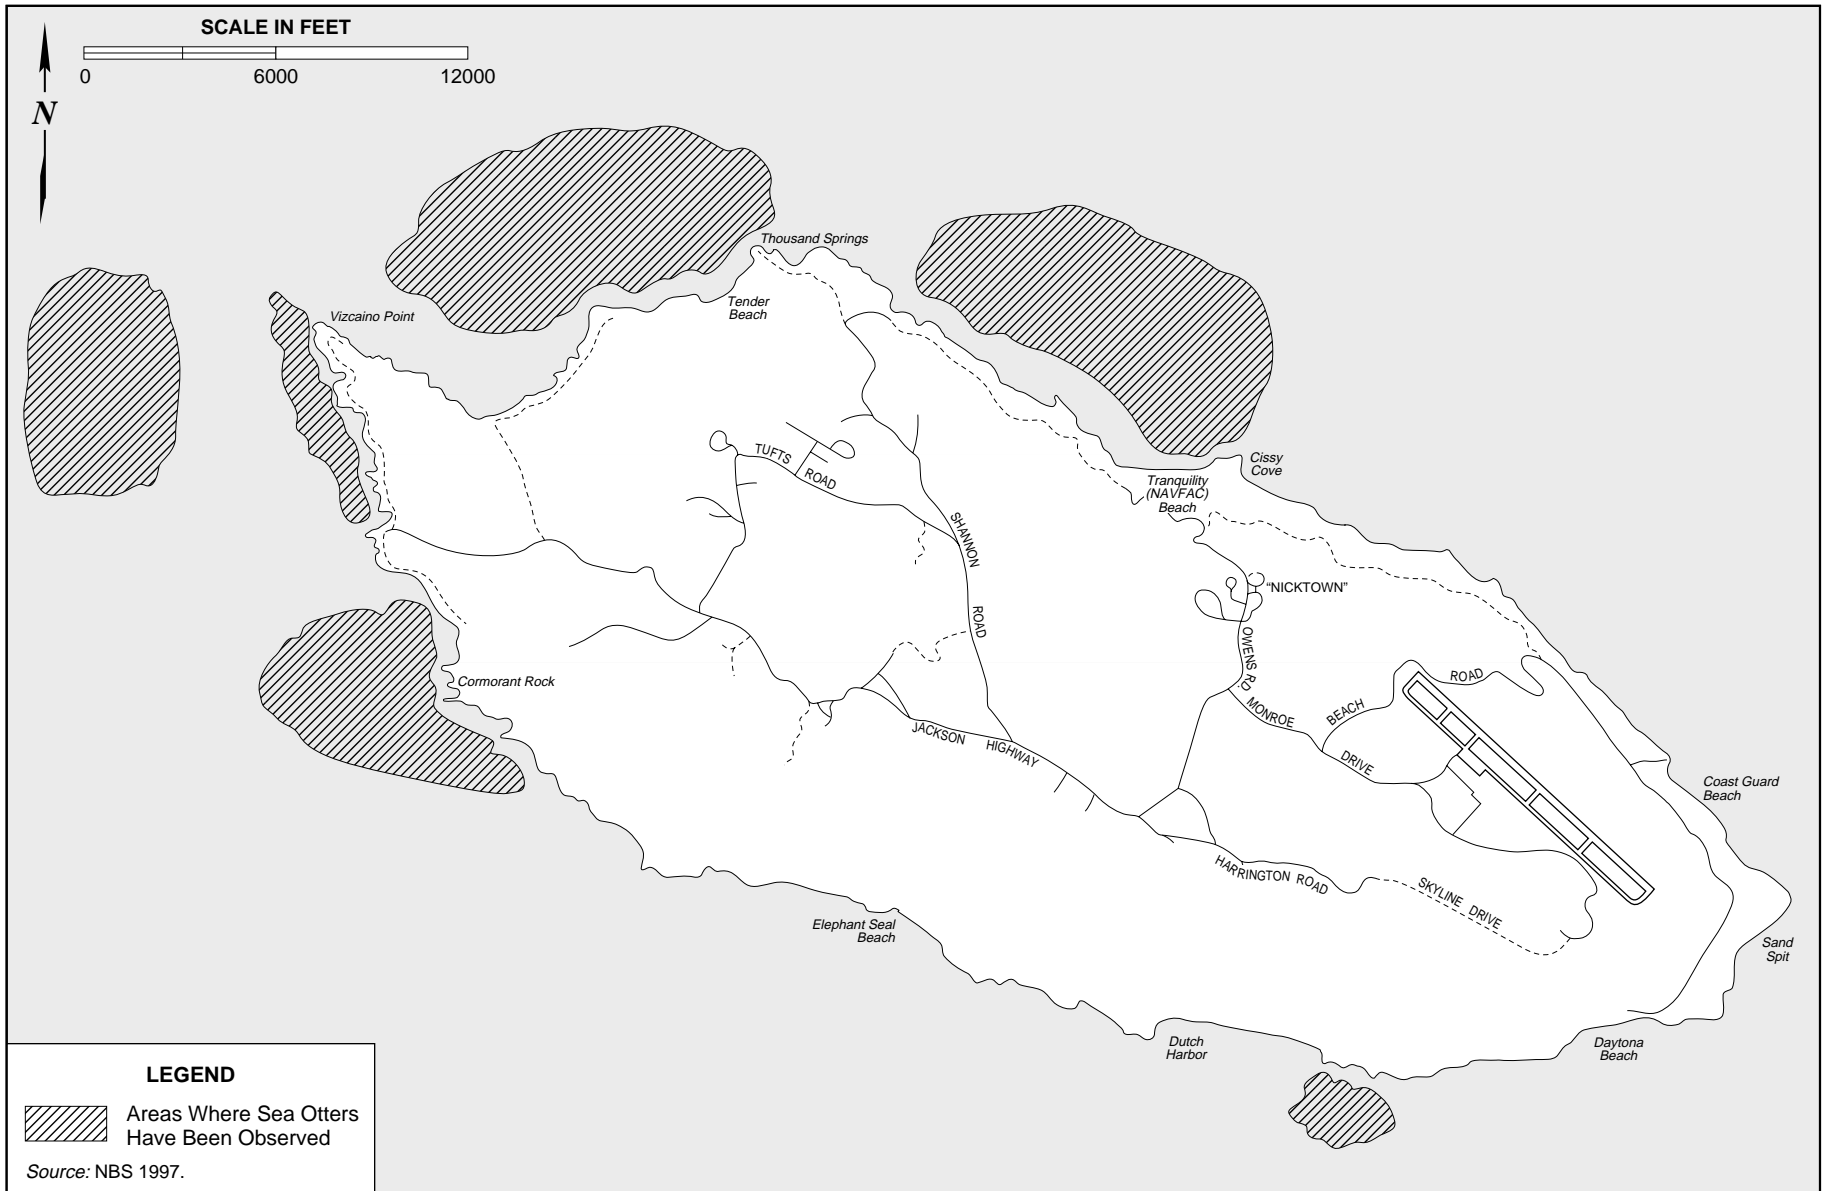 SCALE IN FEET
0 6000 12000
N
Thousand Springs
Vizcaino Point
Tender
Beach
Cissy
Cove
TUFTS ROAD
Tranquility
(NAVFAC)
Beach
SHANNON ROAD
“NICKTOWN”
OWENS RD.
Cormorant Rock
BEACH ROAD
MONROE DRIVE
JACKSON HIGHWAY
Coast Guard
Beach
HARRINGTON ROAD
SKYLINE DRIVE
Elephant Seal
Beach
Sand
Spit
Dutch
Harbor
Daytona
Beach
LEGEND
Areas Where Sea Otters
Have Been Observed
Source: NBS 1997.